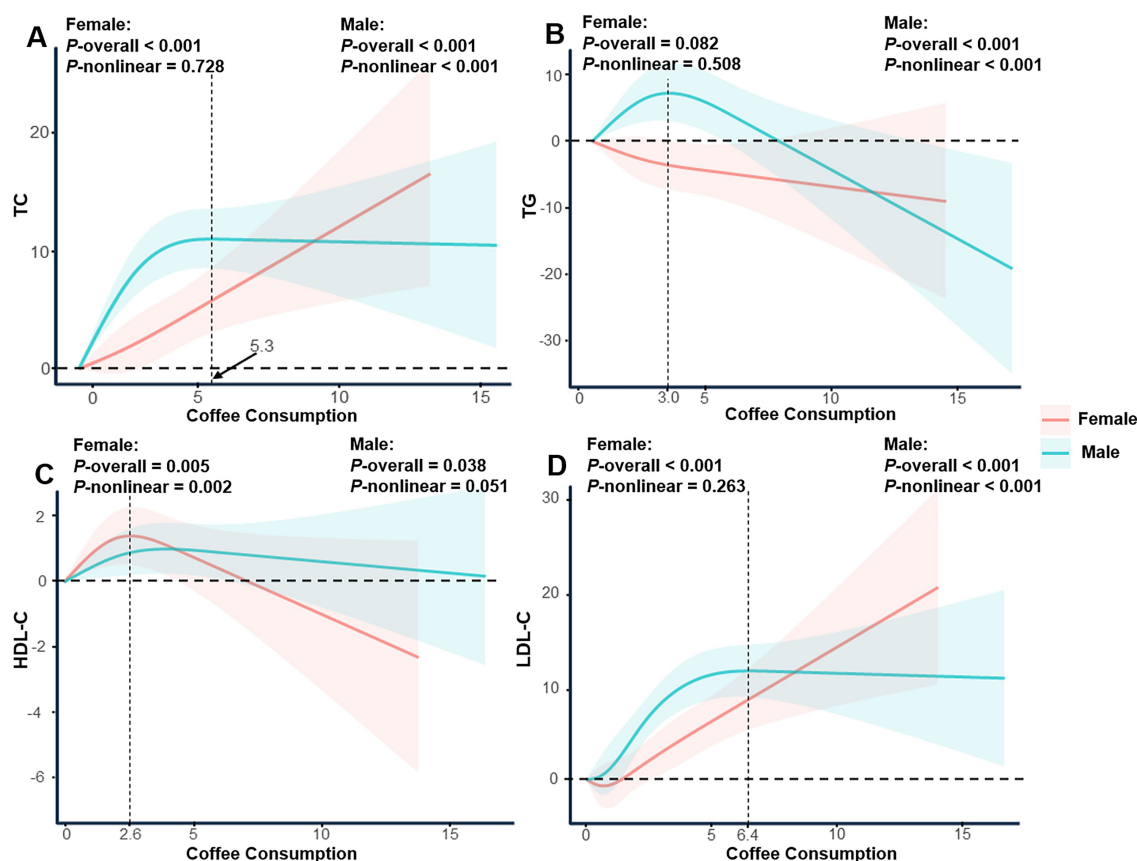 A
Female:
P-overall < 0.001
P-nonlinear = 0.728
Male:
P-overall < 0.001
P-nonlinear < 0.001
TC
20
10
0
5.3
0
5
10
15
Coffee Consumption
B
Female:
P-overall = 0.082
P-nonlinear = 0.508
Male:
P-overall < 0.001
P-nonlinear < 0.001
TG
10
0
-10
-20
-30
3.0
5
10
15
Coffee Consumption
Female
Male
C
Female:
P-overall = 0.005
P-nonlinear = 0.002
Male:
P-overall = 0.038
P-nonlinear = 0.051
HDL-C
2
0
-2
-4
-6
0
2.6
5
10
15
Coffee Consumption
D
Female:
P-overall < 0.001
P-nonlinear = 0.263
Male:
P-overall < 0.001
P-nonlinear < 0.001
LDL-C
30
20
10
0
0
5
6.4
10
15
Coffee Consumption